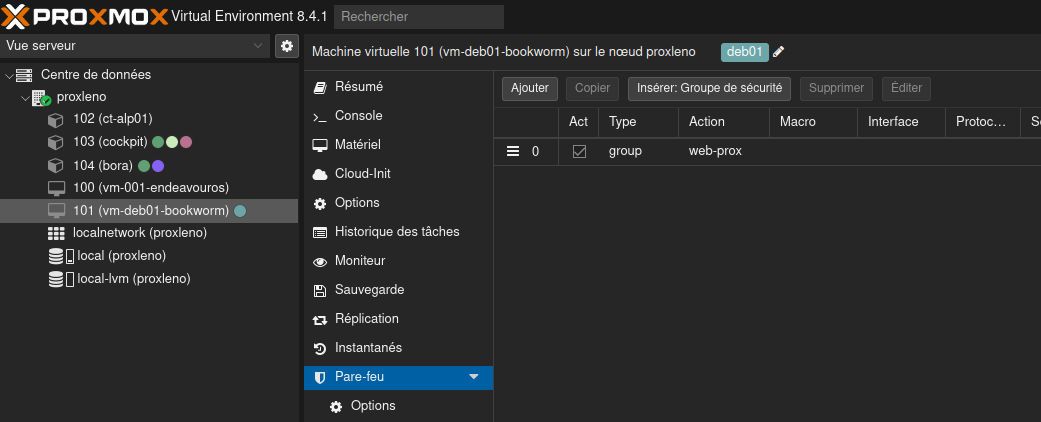 PROXMOX Virtual Environment 8.4.1 Rechercher
Vue serveur
Centre de données
proxleno
102 (ct-alp01)
103 (cockpit)
104 (bora)
100 (vm-001-endeavouros)
101 (vm-deb01-bookworm)
localnetwork (proxleno)
local (proxleno)
local-lvm (proxleno)
Machine virtuelle 101 (vm-deb01-bookworm) sur le nœud proxleno deb01
Résumé
Console
Matériel
Cloud-Init
Options
Historique des tâches
Moniteur
Sauvegarde
Réplication
Instantanés
Pare-feu
Options
Ajouter Copier Insérer: Groupe de sécurité Supprimer Éditer
Act Type Action Macro Interface Protoc...
0 group web-prox